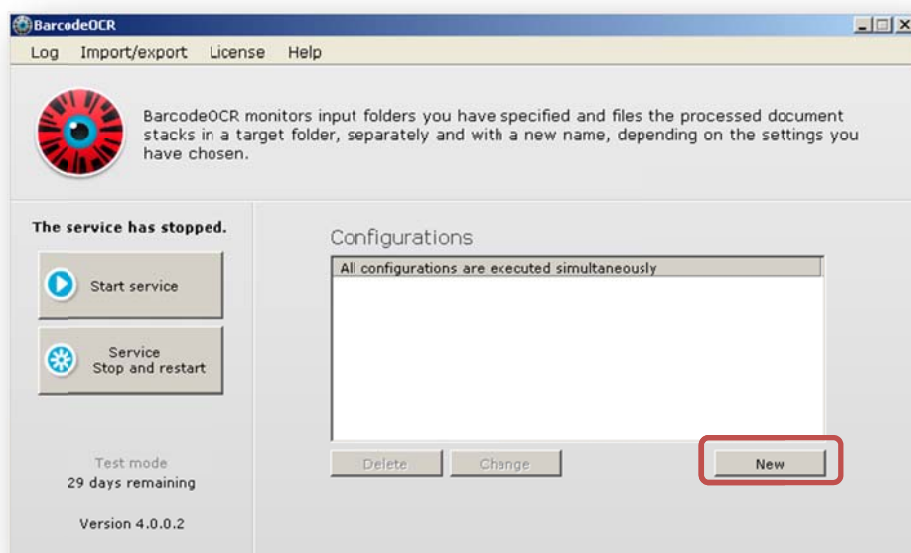 BarcodeOCR
Log Import/export License Help
BarcodeOCR monitors input folders you have specified and files the processed document
stacks in a target folder, separately and with a new name, depending on the settings you
have chosen.
The service has stopped.
Start service
Service
Stop and restart
Test mode
29 days remaining
Version 4.0.0.2
Configurations
All configurations are executed simultaneously
Delete Change New